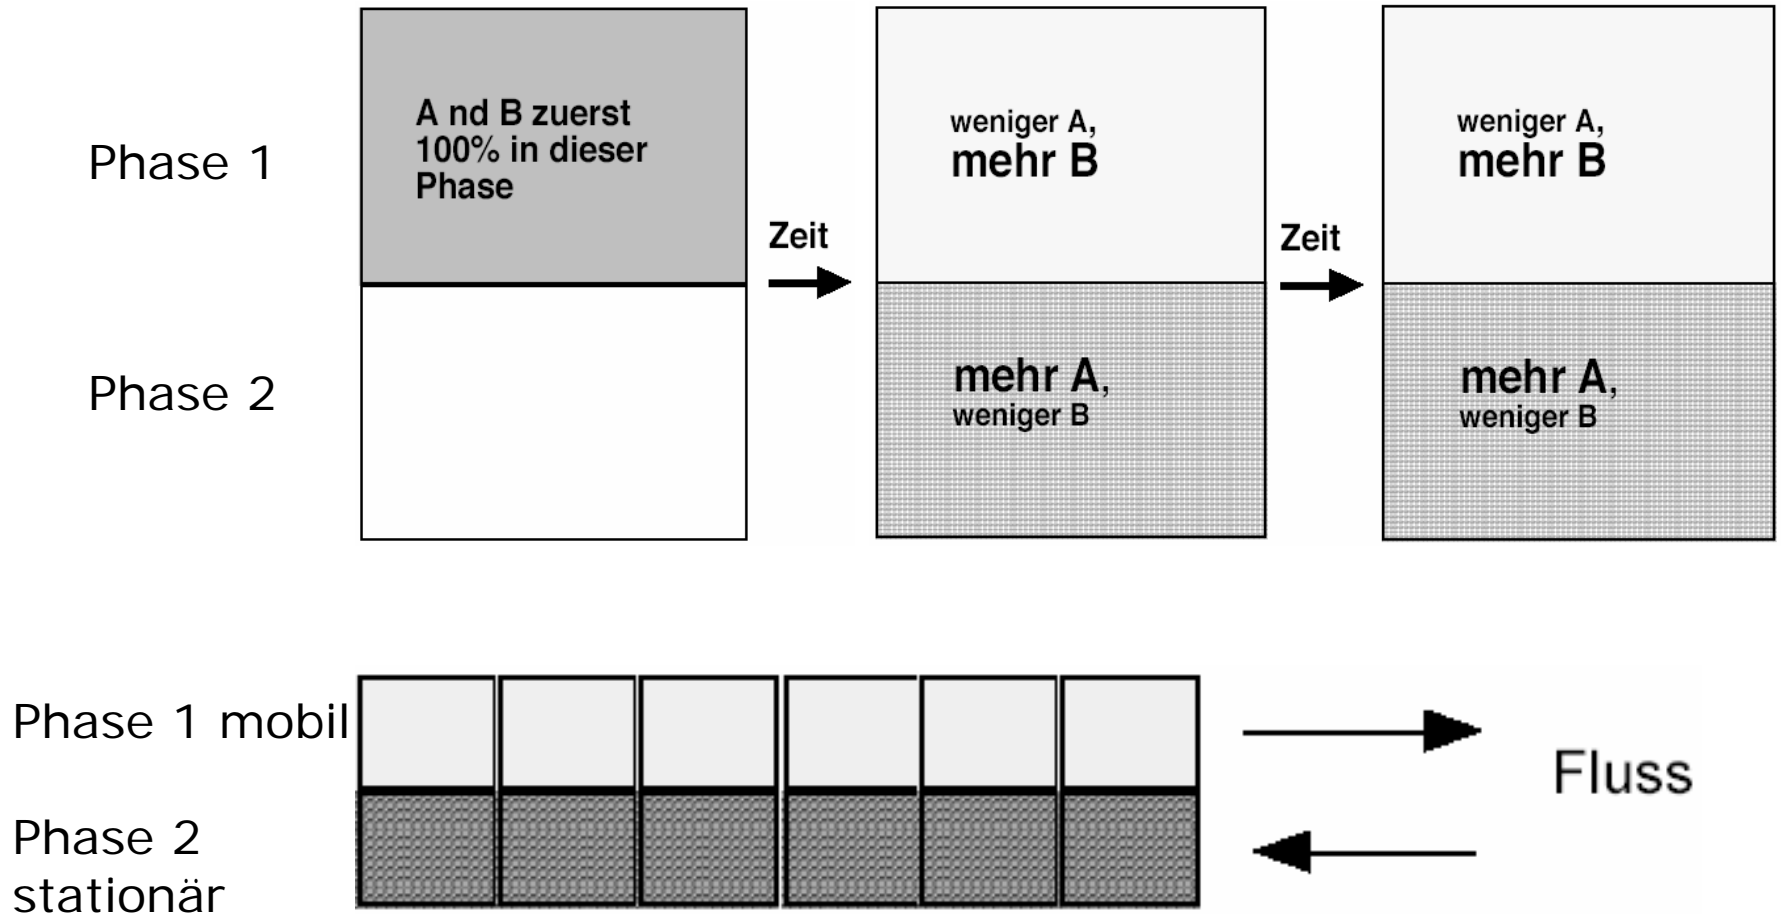 Phase 1
A nd B zuerst
100% in dieser
Phase
Zeit
weniger A,
mehr B
Zeit
weniger A,
mehr B
Phase 2
mehr A,
weniger B
mehr A,
weniger B
Phase 1 mobil
Fluss
Phase 2
stationär